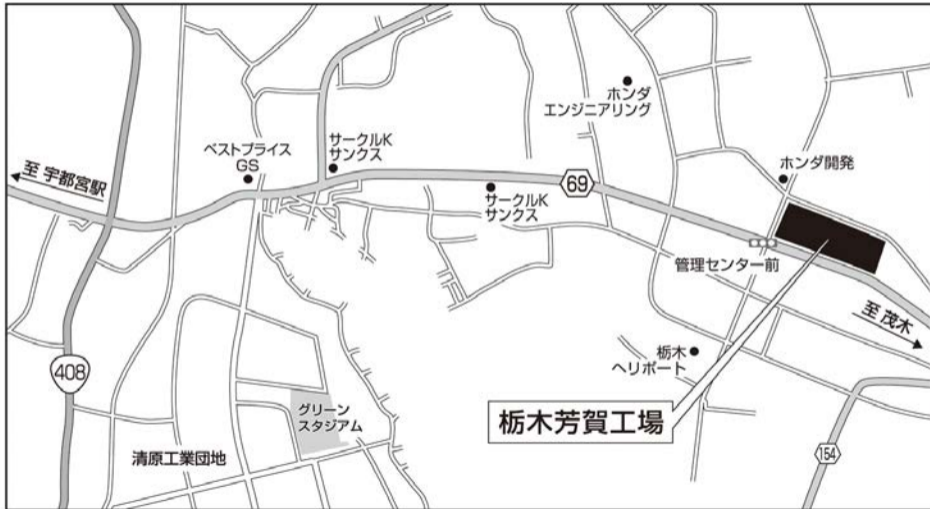 ホンダ
エンジニアリング
サークルK
サンクス
ベストプライス
GS
ホンダ開発
至 宇都宮駅
69
サークルK
サンクス
管理センター前
至 茂木
栃木
ヘリポート
408
グリーン
スタジアム
栃木芳賀工場
清原工業団地
154